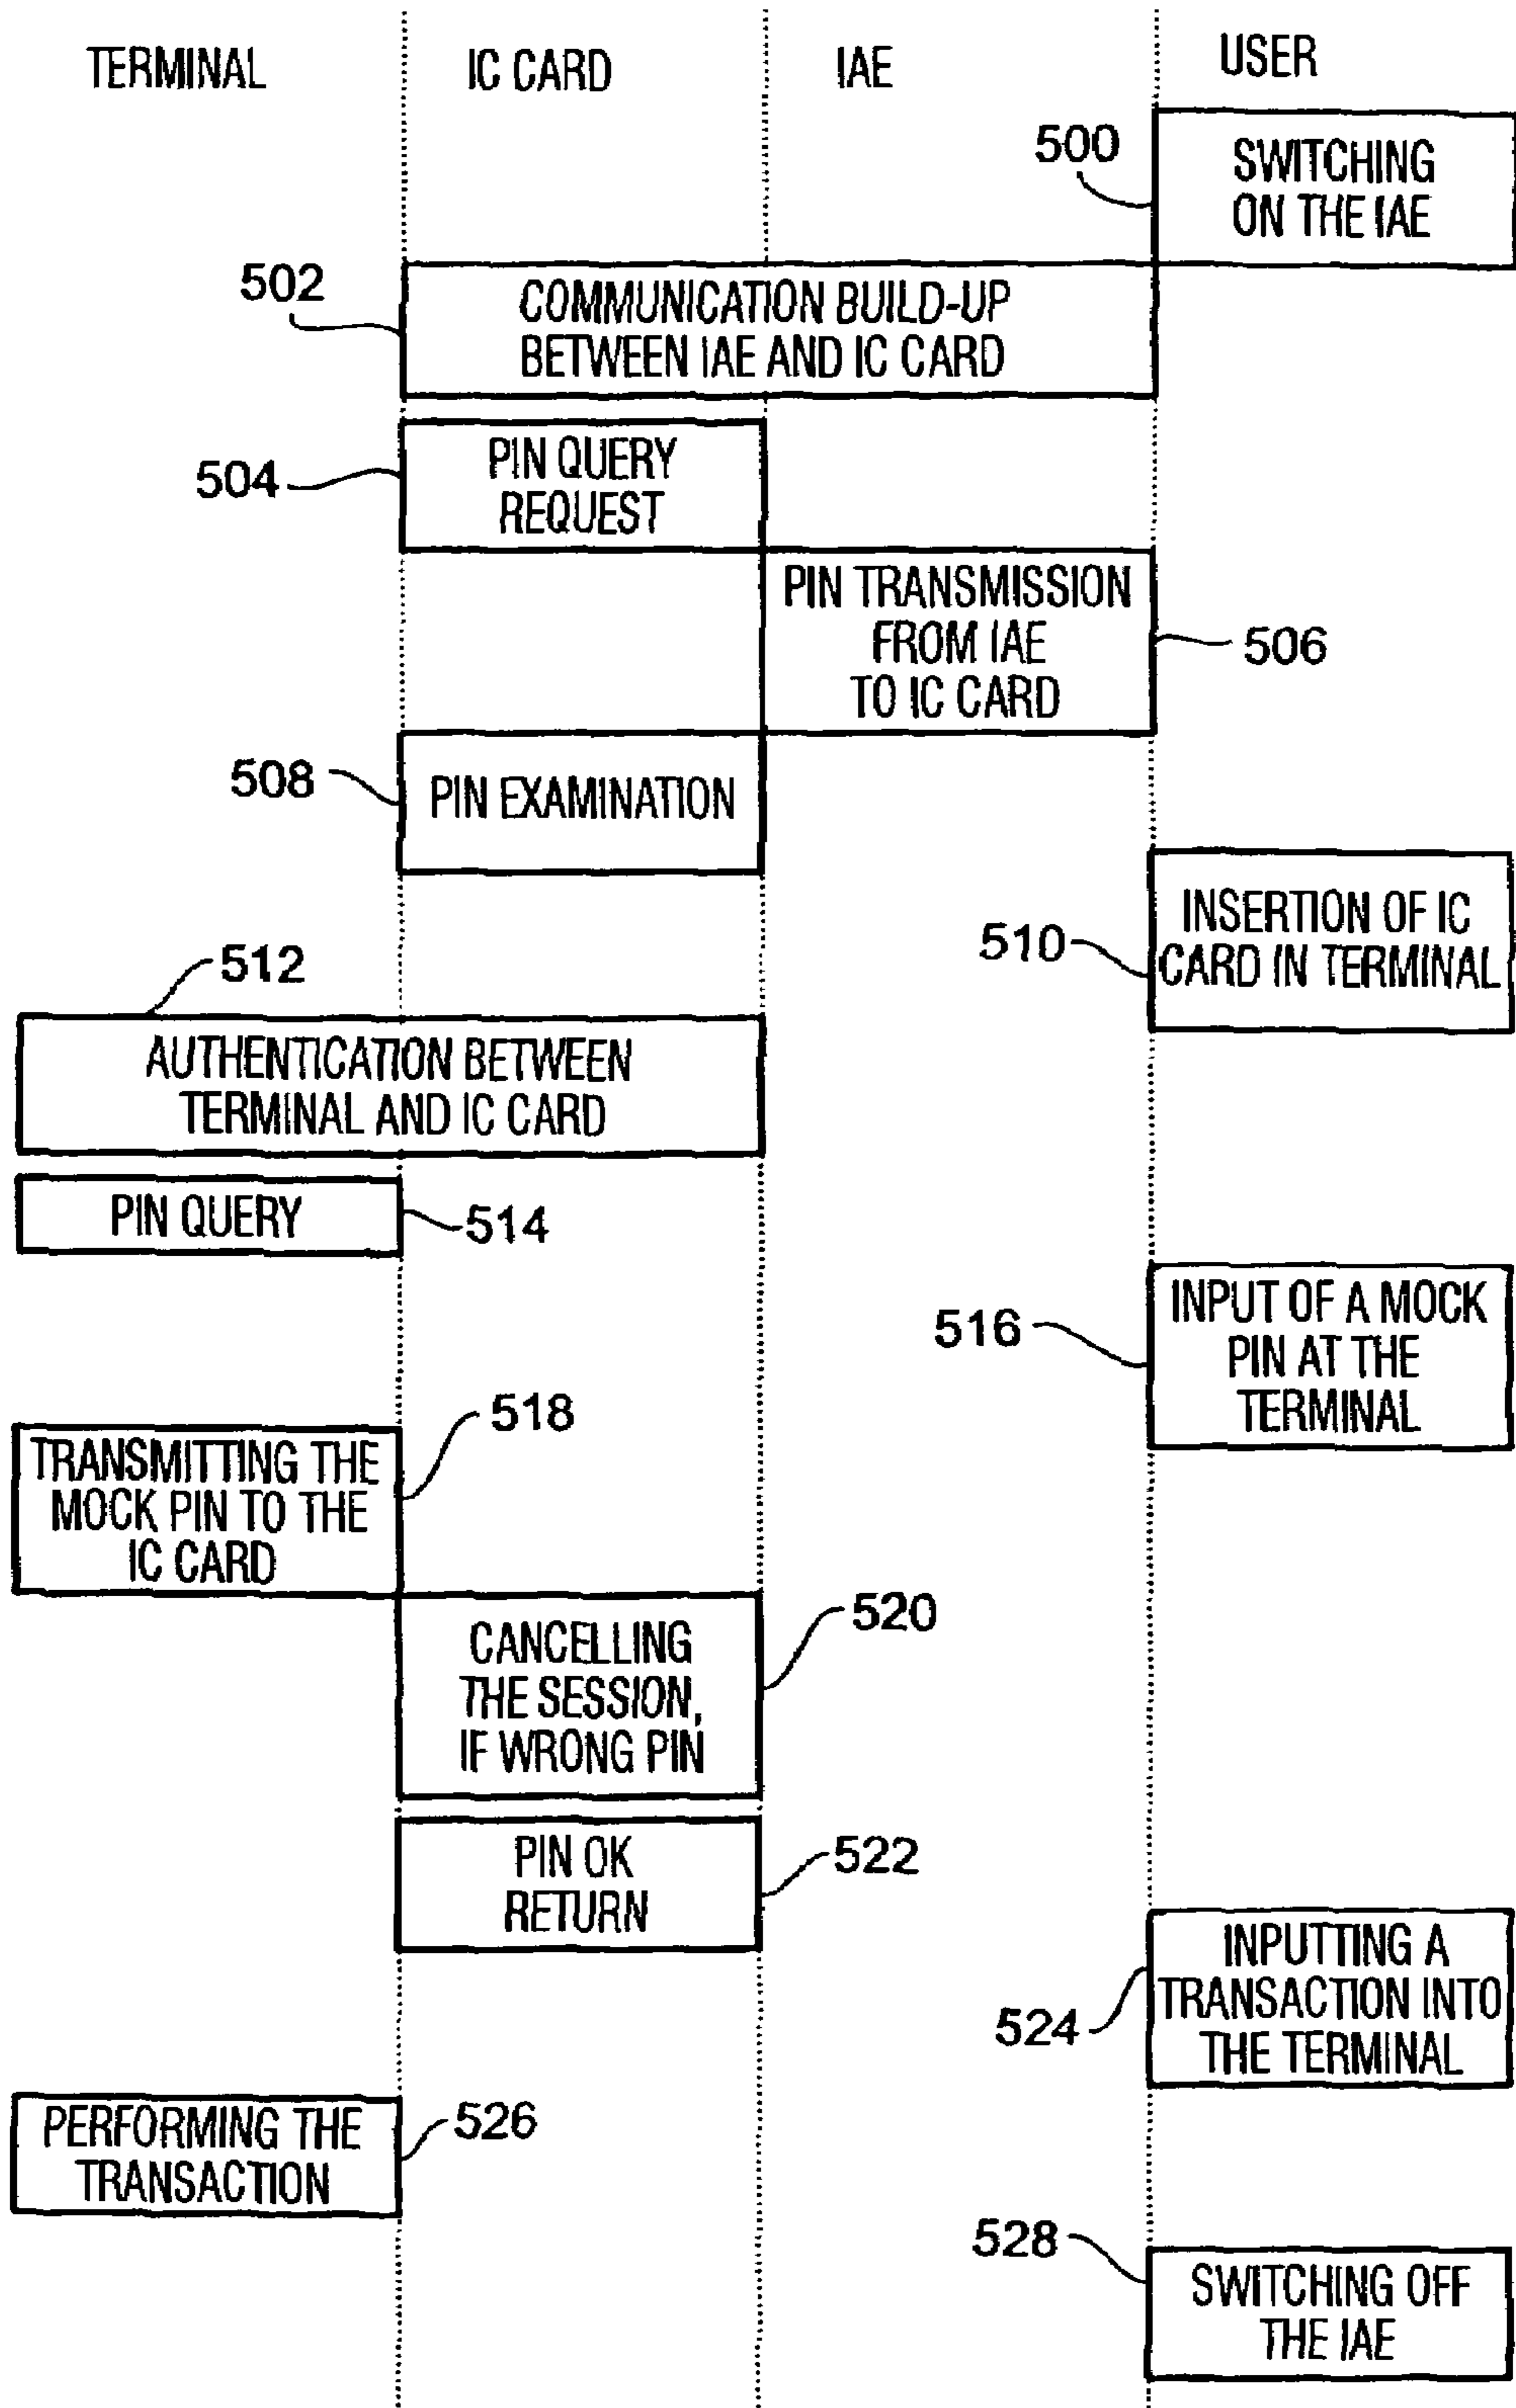 TERMINAL
IC CARD
IAE
USER
500
SWITCHING
ON THE IAE
502
COMMUNICATION BUILD-UP
BETWEEN IAE AND IC CARD
504
PIN QUERY
REQUEST
PIN TRANSMISSION
FROM IAE
TO IC CARD
506
508
PIN EXAMINATION
510
INSERTION OF IC
CARD IN TERMINAL
512
AUTHENTICATION BETWEEN
TERMINAL AND IC CARD
PIN QUERY
514
516
INPUT OF A MOCK
PIN AT THE
TERMINAL
518
TRANSMITTING THE
MOCK PIN TO THE
IC CARD
520
CANCELLING
THE SESSION,
IF WRONG PIN
PIN OK
RETURN
522
524
INPUTTING A
TRANSACTION INTO
THE TERMINAL
PERFORMING THE
TRANSACTION
526
528
SWITCHING OFF
THE IAE